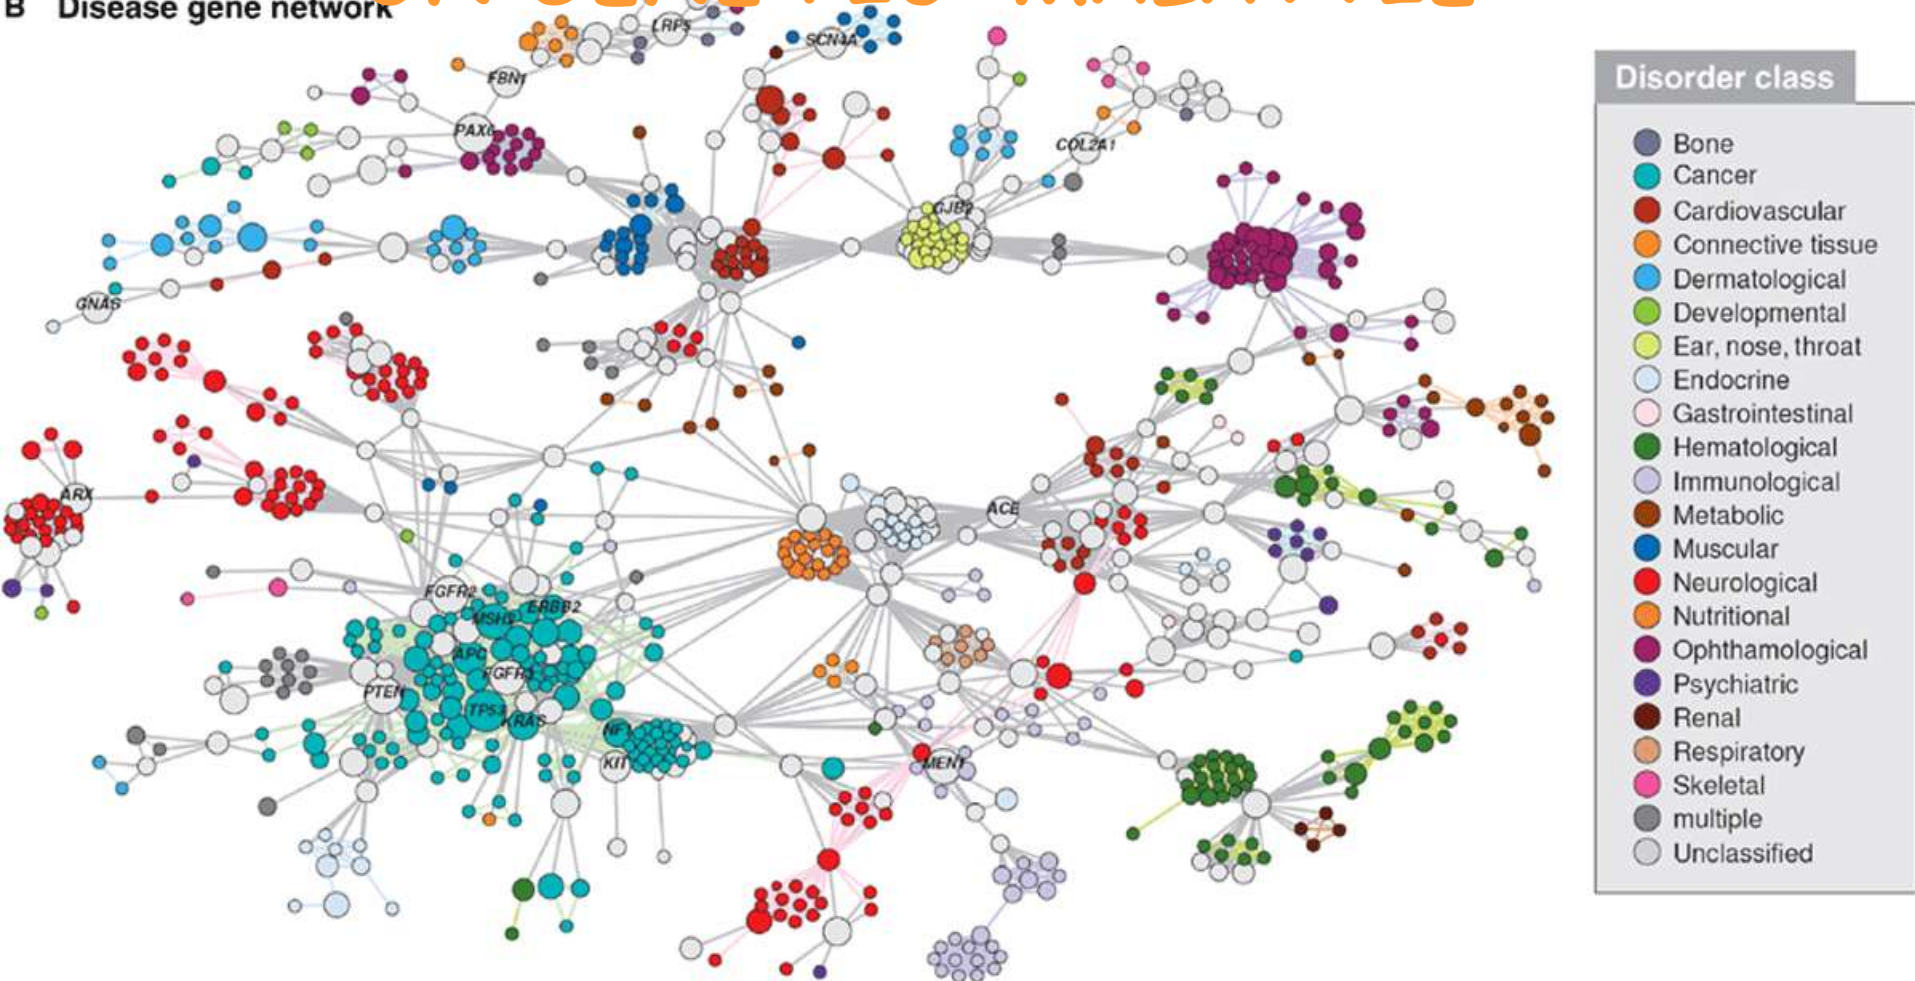 B Disease gene network
LRP5
SCN4A
FBN1
PAX6
COL2A1
GJB2
GNAS
ARX
ACE
FGFR2
ERBB2
MSH2
APC
FGFR3
PTEN
TP53
KRAS
NF1
KIT
MEN1
Disorder class
Bone
Cancer
Cardiovascular
Connective tissue
Dermatological
Developmental
Ear, nose, throat
Endocrine
Gastrointestinal
Hematological
Immunological
Metabolic
Muscular
Neurological
Nutritional
Ophthamological
Psychiatric
Renal
Respiratory
Skeletal
multiple
Unclassified